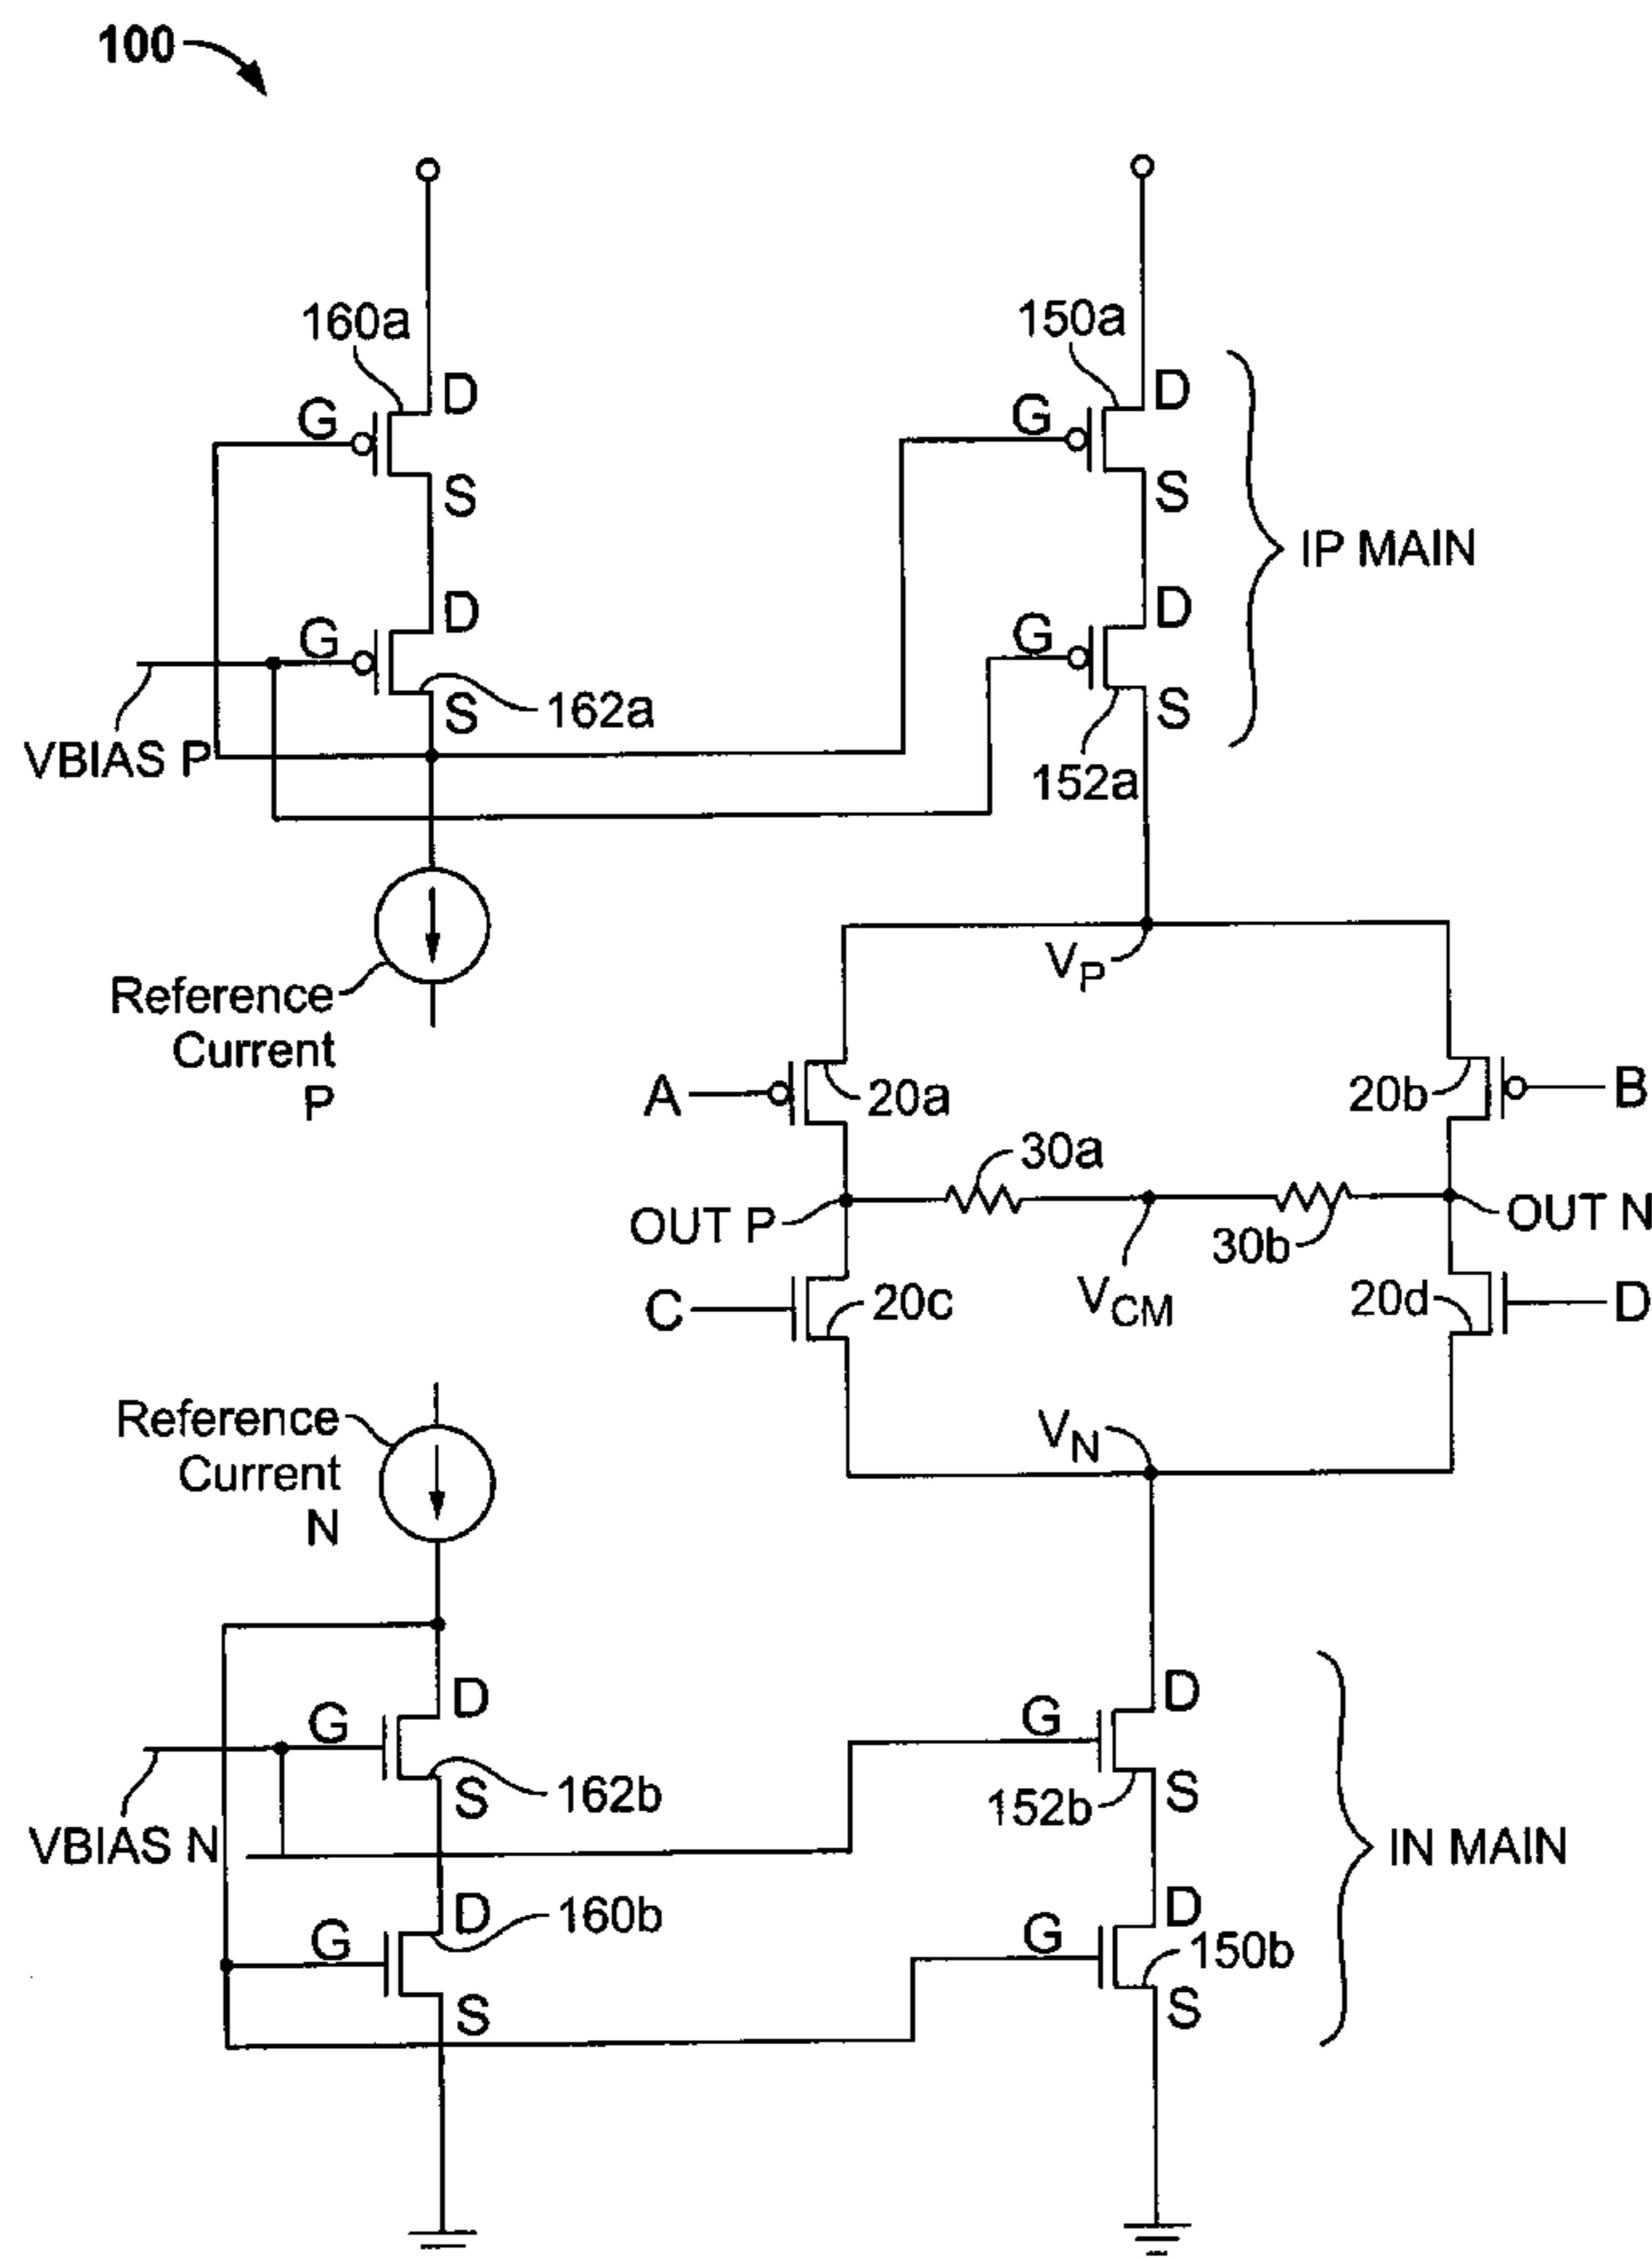 100
160a
150a
D
D
G
G
S
S
IP MAIN
D
D
G
G
S
162a
S
VBIAS P
152a
VP
Reference
Current
P
A
20a
20b
B
30a
OUT P
30b
OUT N
C
20c
VCM
20d
D
Reference
Current
N
VN
D
D
G
G
S
162b
152b
S
VBIAS N
IN MAIN
D
160b
D
G
G
150b
S
S